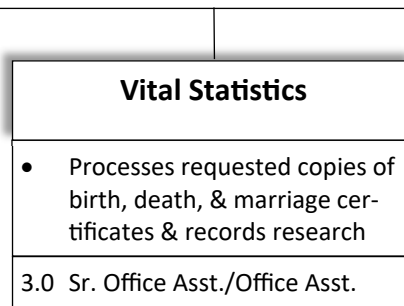 Vital Statistics
• Processes requested copies of
birth, death, & marriage cer-
tificates & records research
3.0 Sr. Office Asst./Office Asst.